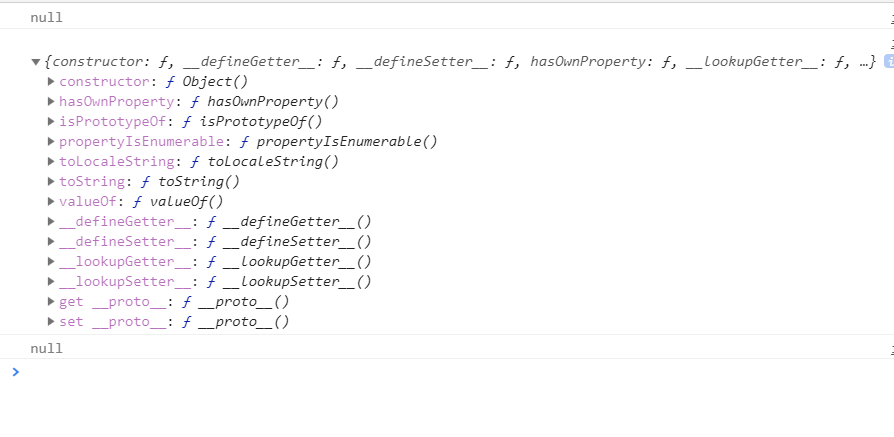 null
{constructor: ƒ, __defineGetter__: ƒ, __defineSetter__: ƒ, hasOwnProperty: ƒ, __lookupGetter__: ƒ, …} i
constructor: ƒ Object()
hasOwnProperty: ƒ hasOwnProperty()
isPrototypeOf: ƒ isPrototypeOf()
propertyIsEnumerable: ƒ propertyIsEnumerable()
toLocaleString: ƒ toLocaleString()
toString: ƒ toString()
valueOf: ƒ valueOf()
__defineGetter__: ƒ __defineGetter__()
__defineSetter__: ƒ __defineSetter__()
__lookupGetter__: ƒ __lookupGetter__()
__lookupSetter__: ƒ __lookupSetter__()
get __proto__: ƒ __proto__()
set __proto__: ƒ __proto__()
null